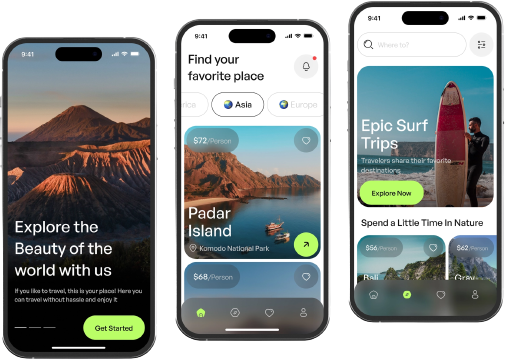 9:41
Explore the
Beauty of the
world with us
If you like to travel, this is your place! Here you
can travel without hassle and enjoy it
Get Started
9:41
Find your
favorite place
rica
Asia
Europe
$72/Person
Padar
Island
Komodo National Park
$68/Person
9:41
Where to?
Epic Surf
Trips
Travelers share their favorite
destinations
Explore Now
Spend a Little Time In Nature
$56/Person
$62/Person
Bali
Gray